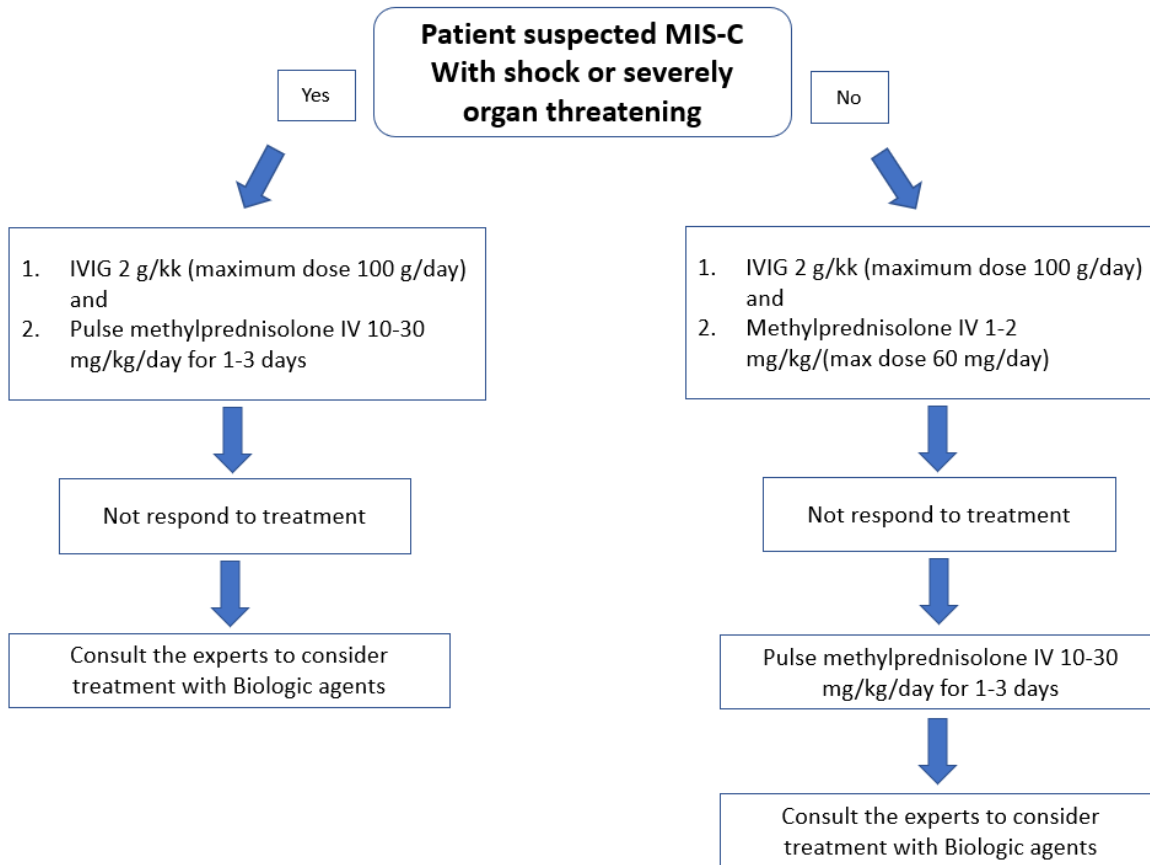 Patient suspected MIS-C
With shock or severely
organ threatening
Yes
No
1. IVIG 2 g/kk (maximum dose 100 g/day)
and
2. Pulse methylprednisolone IV 10-30
mg/kg/day for 1-3 days
Not respond to treatment
Consult the experts to consider
treatment with Biologic agents
1. IVIG 2 g/kk (maximum dose 100 g/day)
and
2. Methylprednisolone IV 1-2
mg/kg/(max dose 60 mg/day)
Not respond to treatment
Pulse methylprednisolone IV 10-30
mg/kg/day for 1-3 days
Consult the experts to consider
treatment with Biologic agents